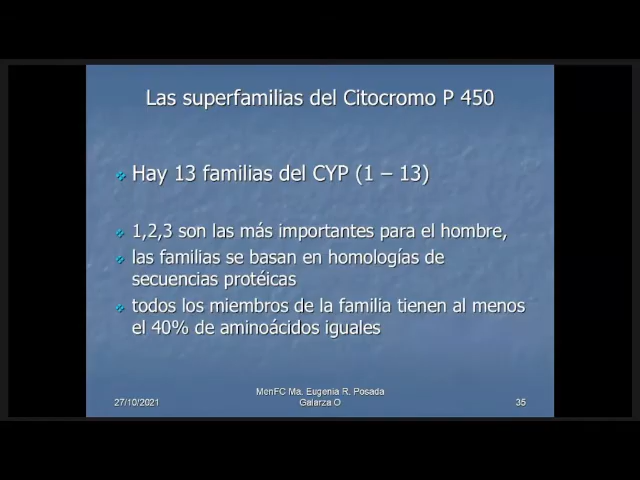 Las superfamilias del Citocromo P 450
Hay 13 familias del CYP (1 – 13)
1,2,3 son las más importantes para el hombre,
las familias se basan en homologías de
secuencias protéicas
todos los miembros de la familia tienen al menos
el 40% de aminoácidos iguales
27/10/2021
MenFC Ma. Eugenia R. Posada
Galarza O
35